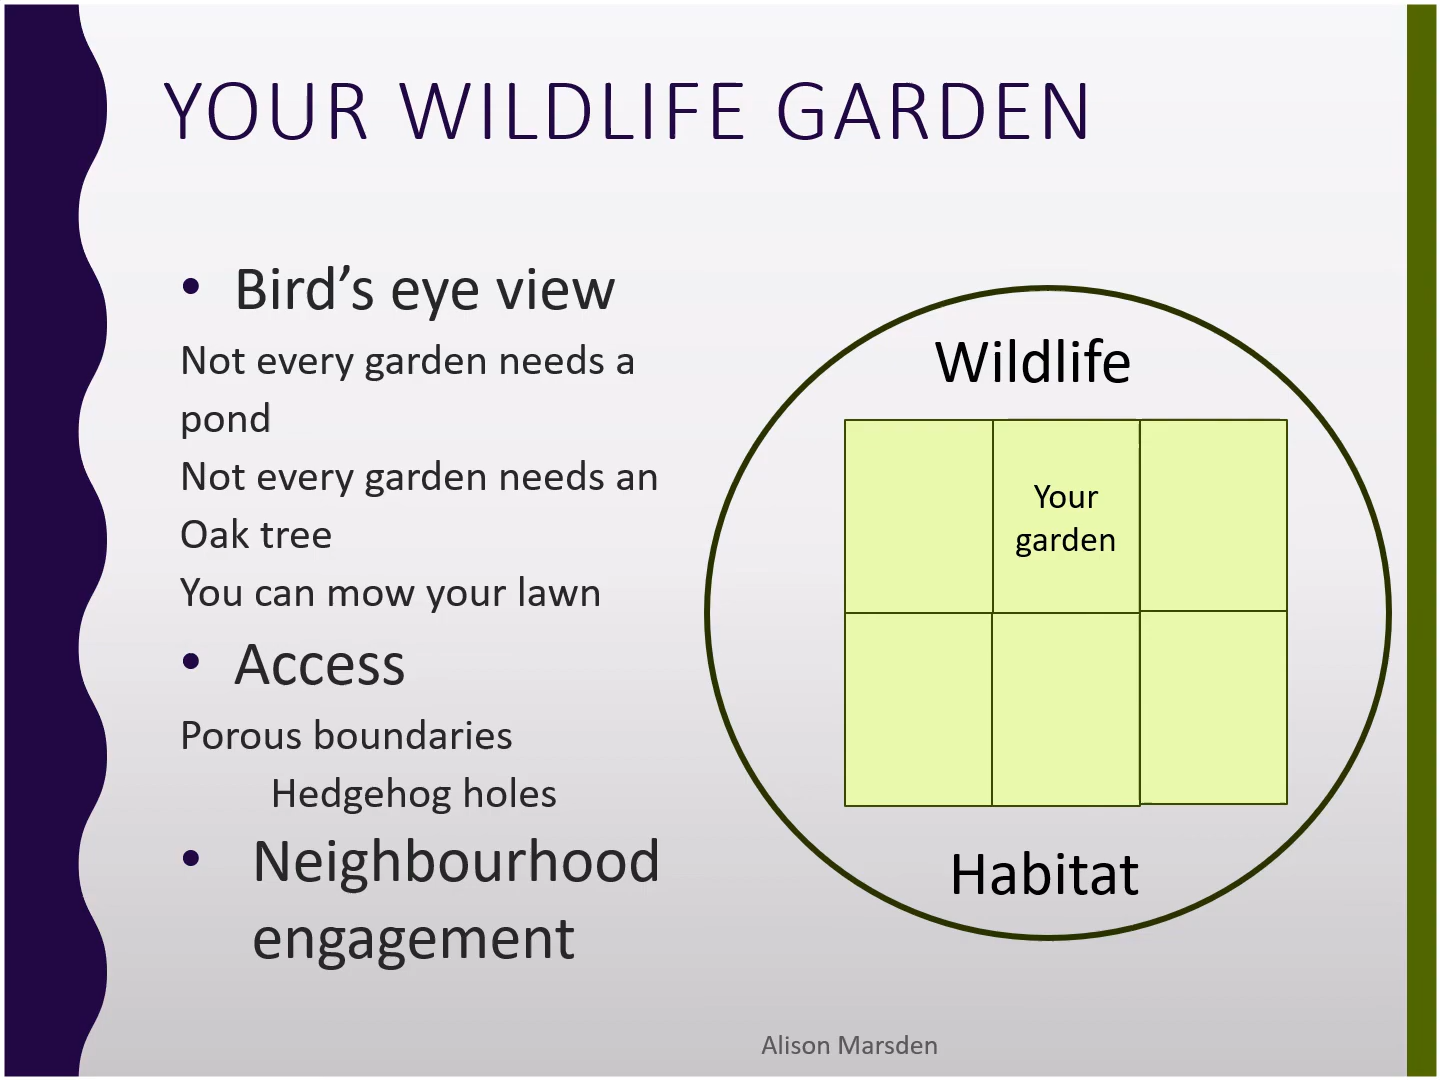 YOUR WILDLIFE GARDEN
• Bird’s eye view
Not every garden needs a
pond
Not every garden needs an
Oak tree
You can mow your lawn
• Access
Porous boundaries
Hedgehog holes
• Neighbourhood
engagement
Wildlife
Your
garden
Habitat
Alison Marsden